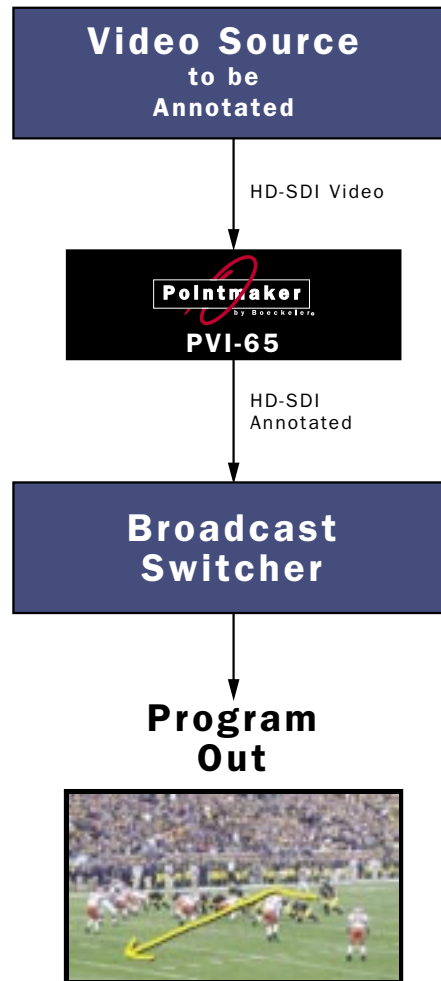 Video Source
to be
Annotated
HD-SDI Video
Pointmaker
by Boeckeler®
PVI-65
HD-SDI
Annotated
Broadcast
Switcher
Program
Out